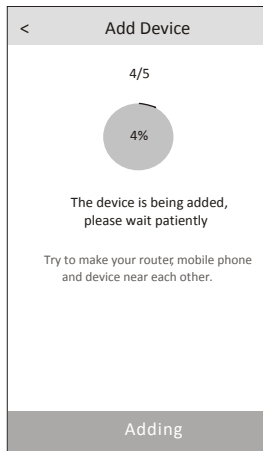 < Add Device
4/5
4%
The device is being added,
please wait patiently
Try to make your router, mobile phone
and device near each other.
Adding